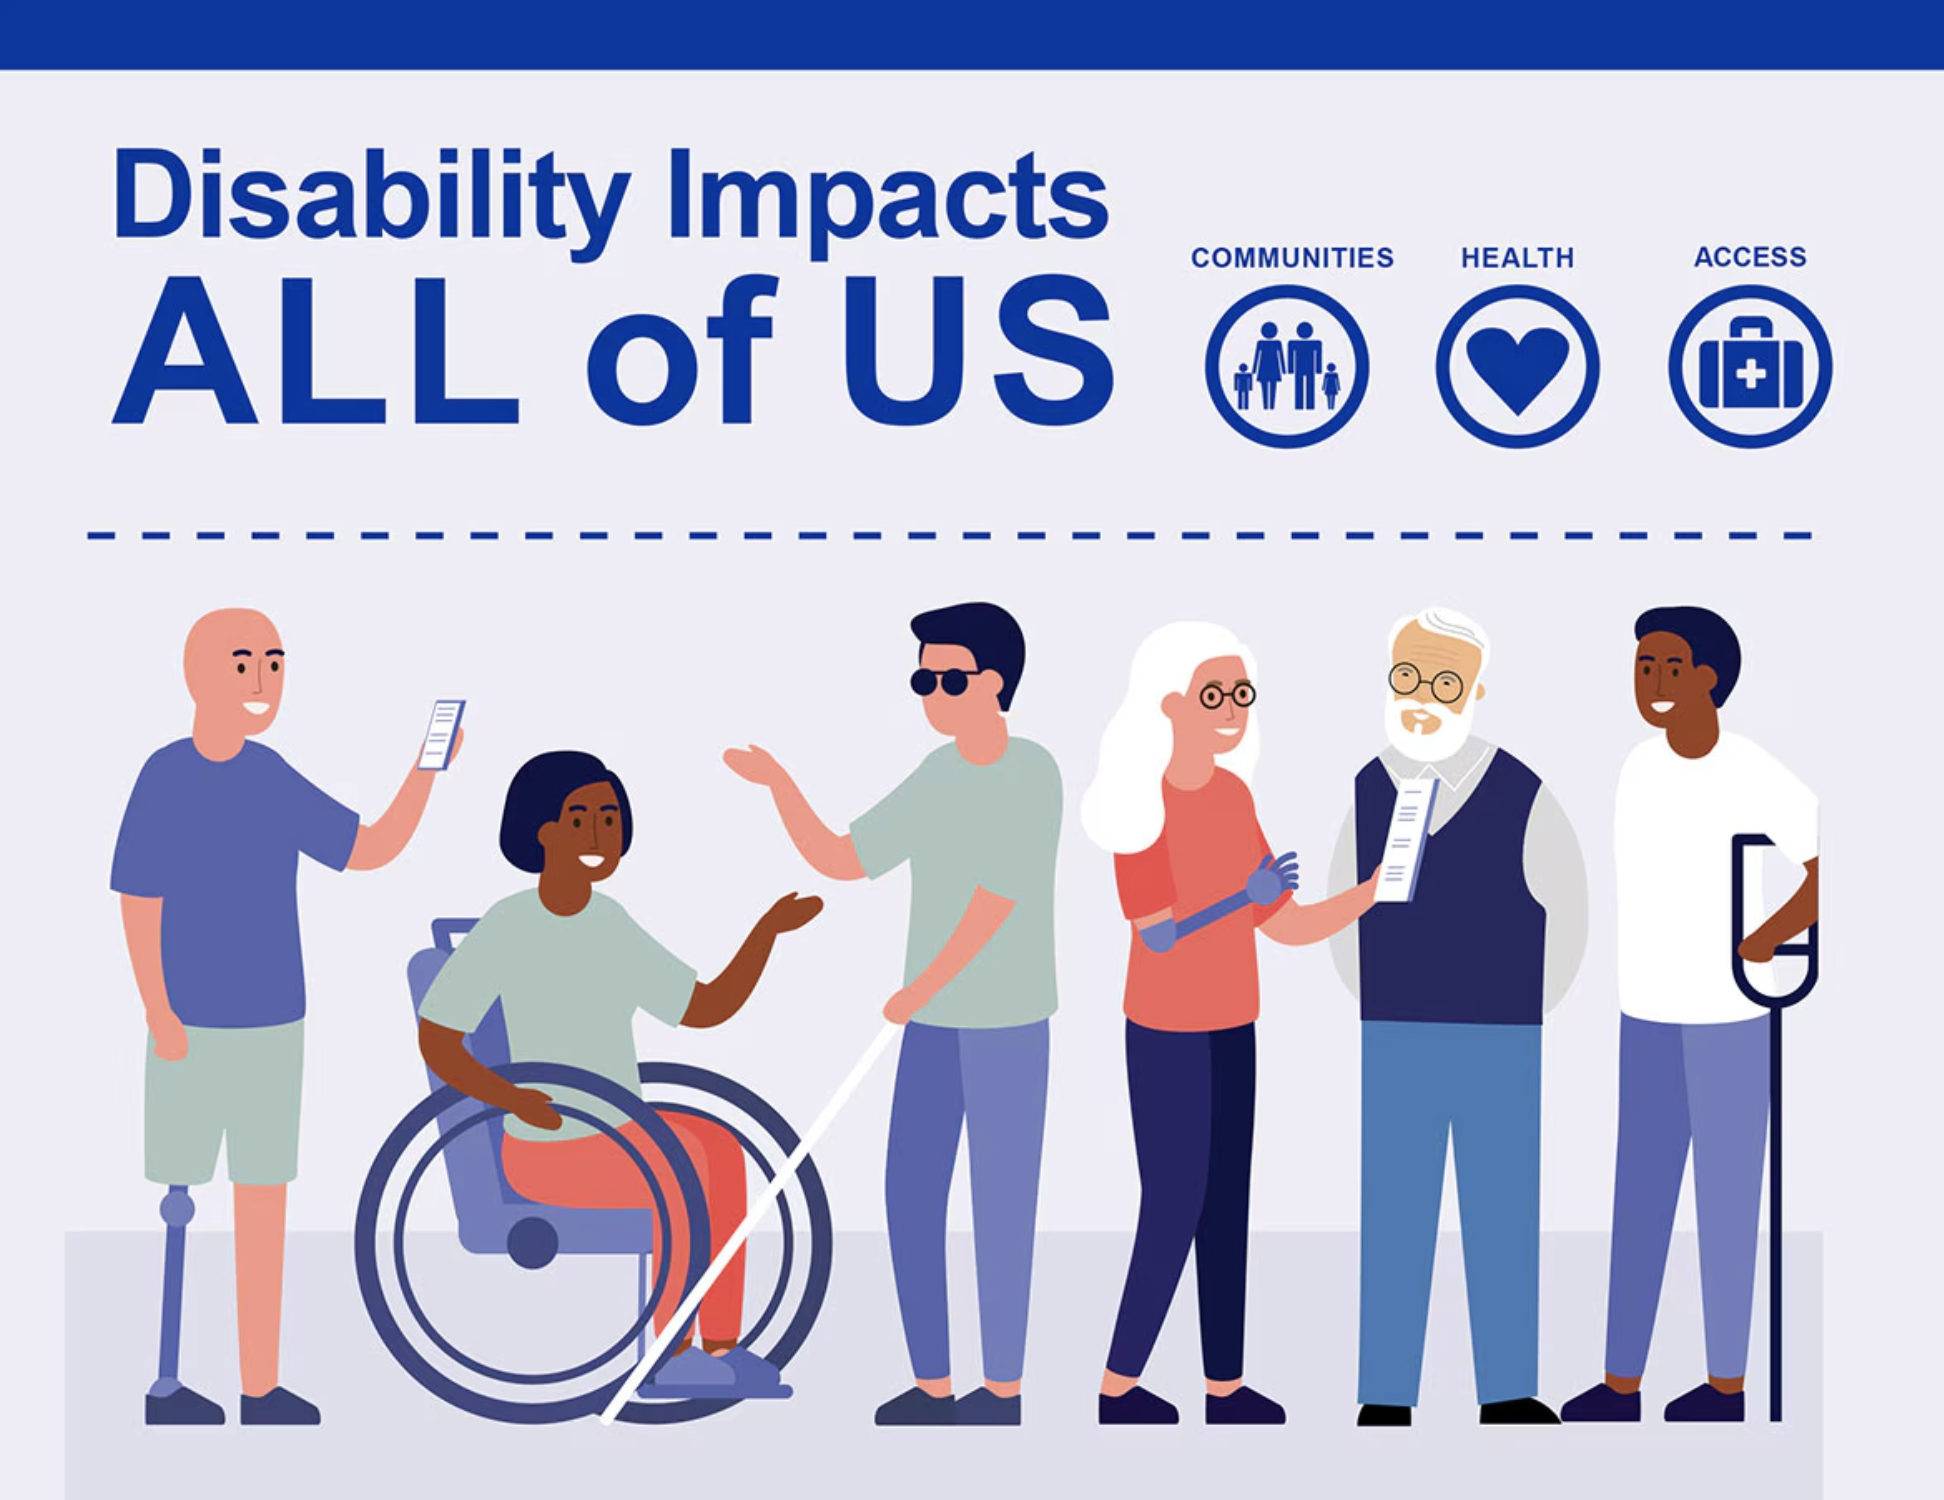 Disability Impacts
ALL of US
COMMUNITIES
HEALTH
ACCESS